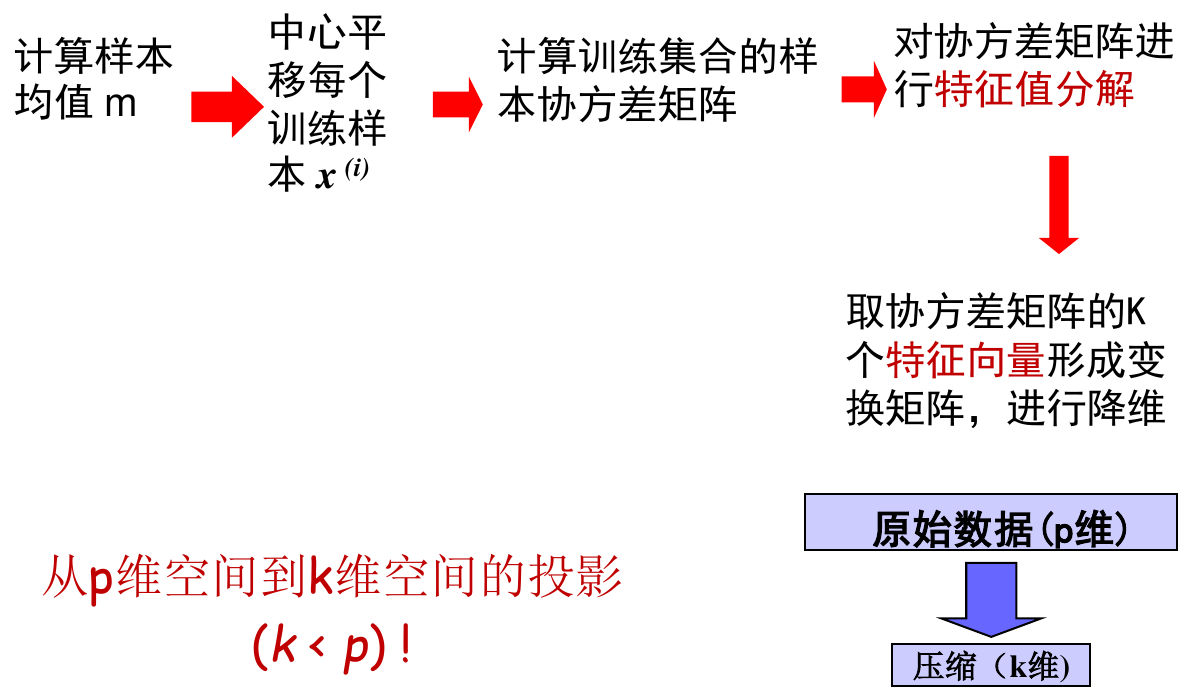 计算样本
均值 m
中心平
移每个
训练样
本 x (i)
计算训练集合的样
本协方差矩阵
对协方差矩阵进
行特征值分解
取协方差矩阵的K
个特征向量形成变
换矩阵，进行降维
原始数据(p维)
压缩（k维)
从p维空间到k维空间的投影
(k < p)！